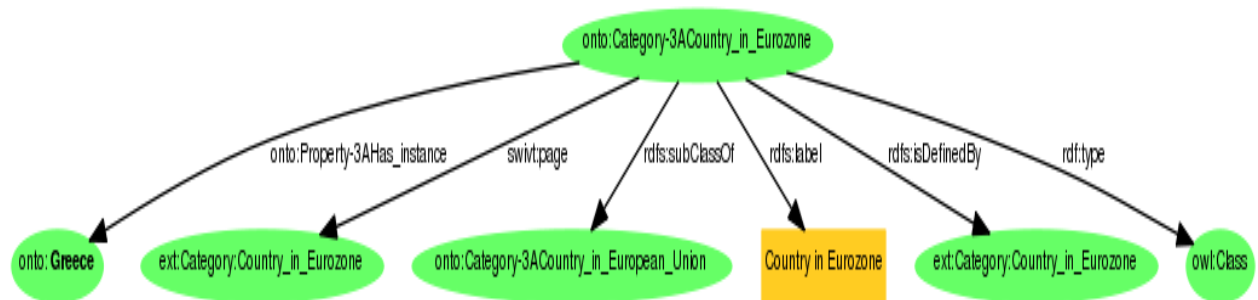 onto:Category-3ACountry_in_Eurozone
onto:Property-3AHas_instance
swivt:page
rdfs:subClassOf
rdfs:label
rdfs:isDefinedBy
rdf:type
onto: Greece
ext:Category:Country_in_Eurozone
onto:Category-3ACountry_in_European_Union
Country in Eurozone
ext:Category:Country_in_Eurozone
owl:Class